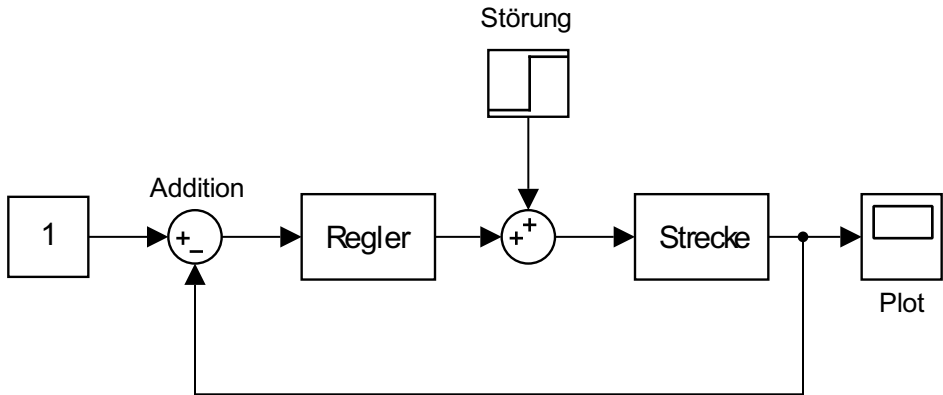 Störung
Addition
1
+
−
Regler
+
+
Strecke
Plot